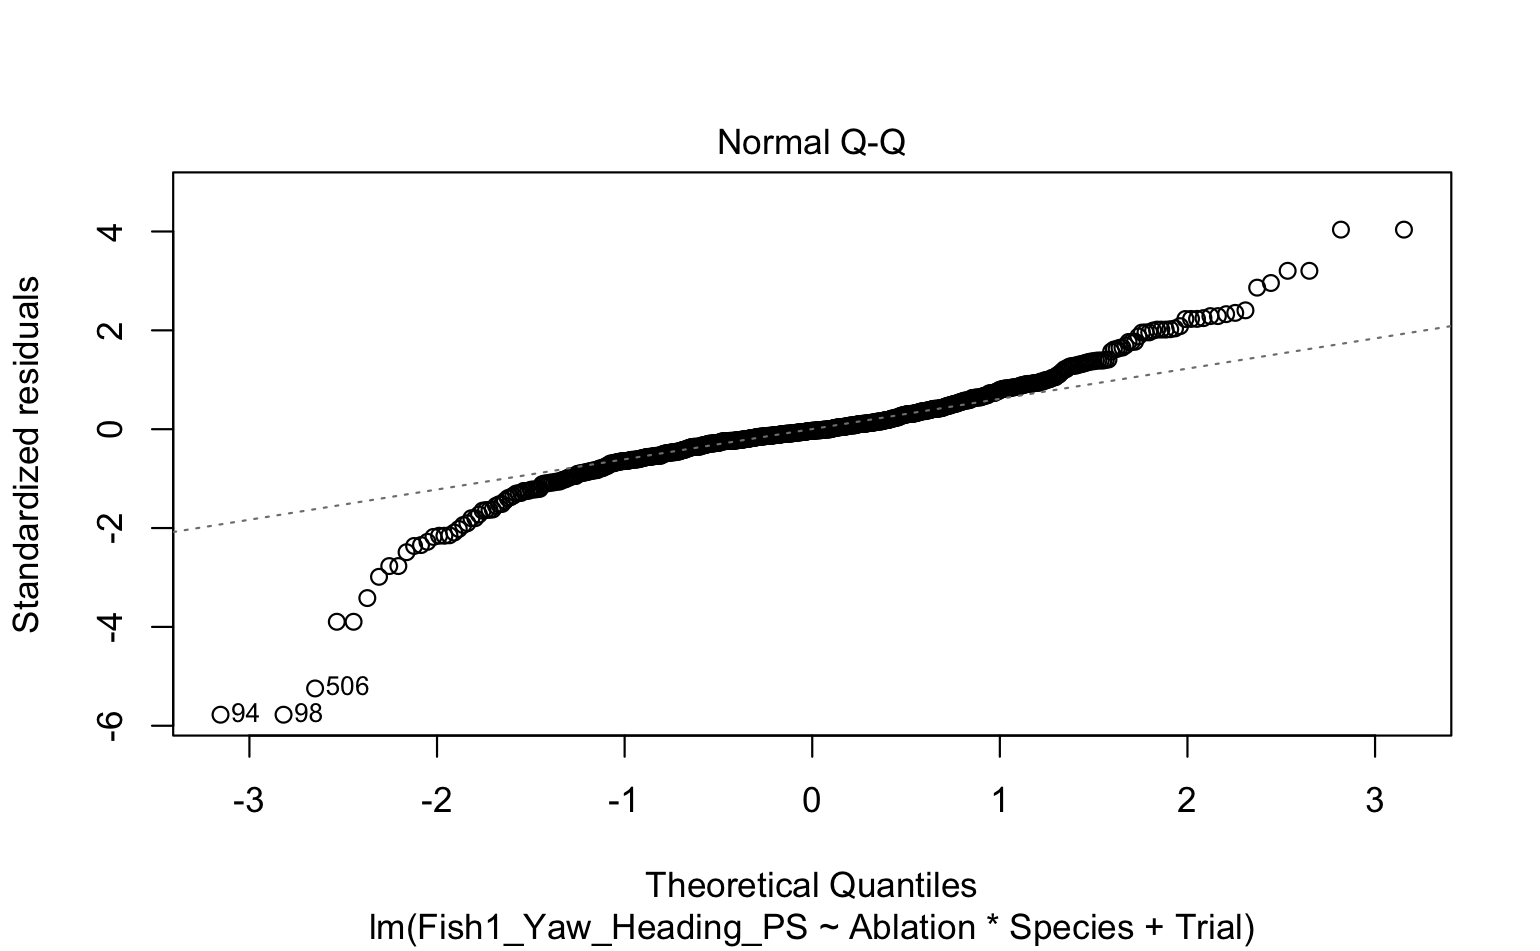 Normal Q-Q
Standardized residuals
4
2
0
-2
-4
-6
506
94
98
-3 -2 -1 0 1 2 3
Theoretical Quantiles
lm(Fish1_Yaw_Heading_PS ~ Ablation * Species + Trial)